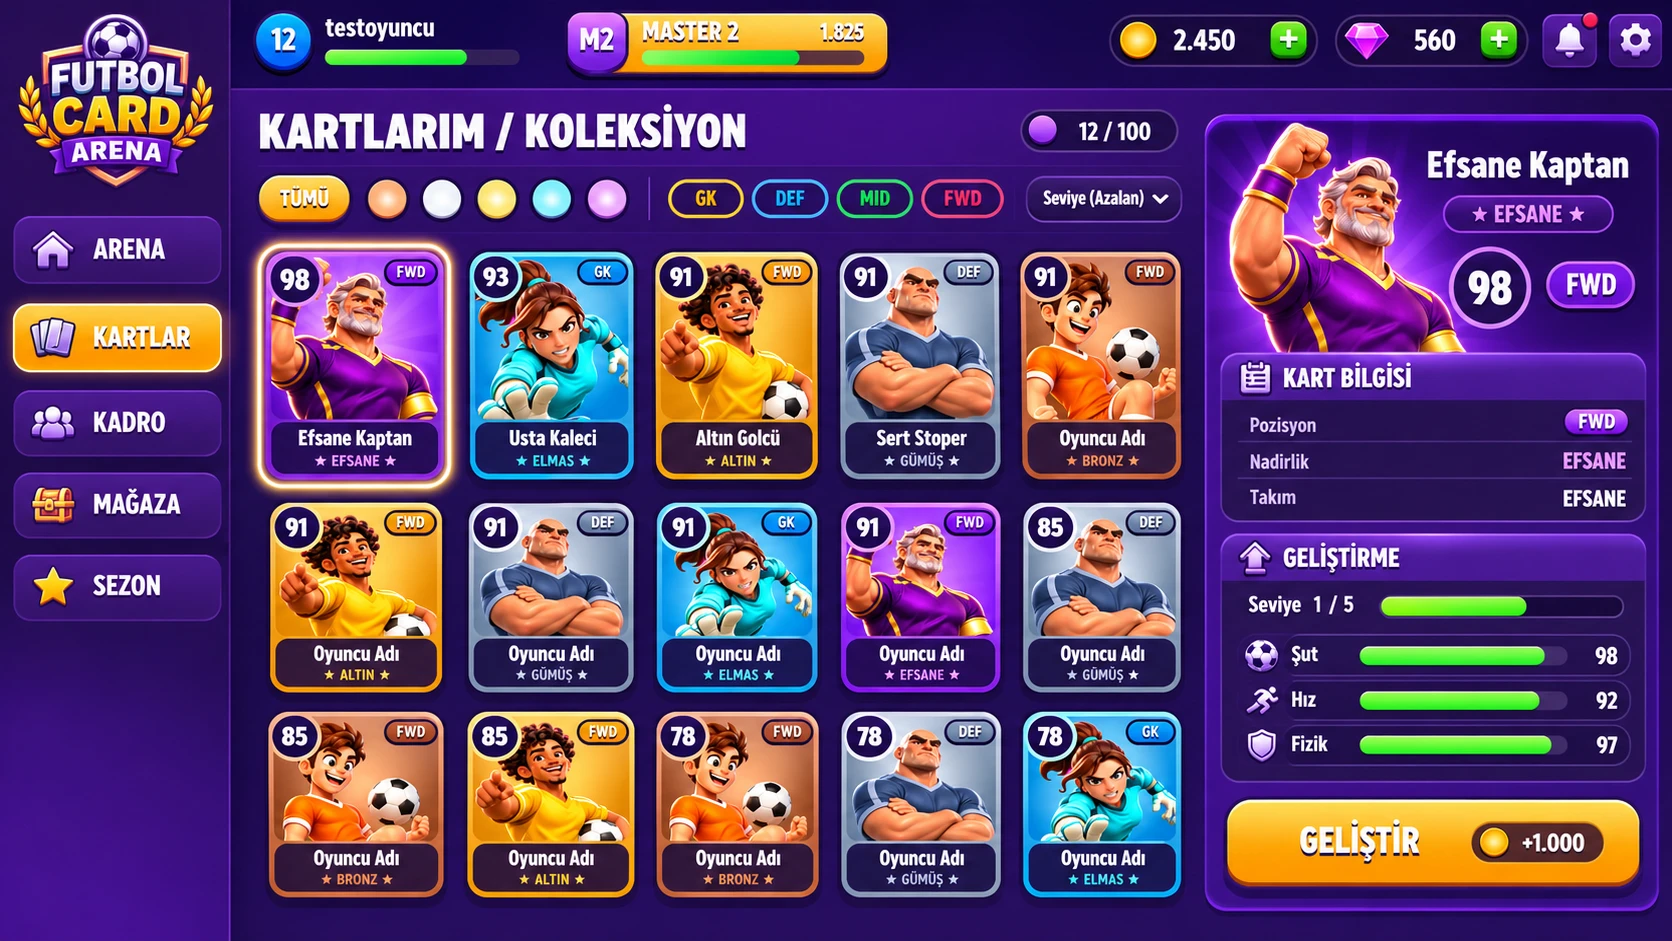 FUTBOL
CARD
ARENA
12
testoyuncu
M2
MASTER 2
1.825
2.450
+
560
+
ARENA
KARTLAR
KADRO
MAĞAZA
SEZON
KARTLARIM / KOLEKSİYON
12 / 100
TÜMÜ
GK
DEF
MID
FWD
Seviye (Azalan)
98
FWD
Efsane Kaptan
★ EFSANE ★
93
GK
Usta Kaleci
★ ELMAS ★
91
FWD
Altın Golcü
★ ALTIN ★
91
DEF
Sert Stoper
★ GÜMÜŞ ★
91
FWD
Oyuncu Adı
★ BRONZ ★
91
FWD
Oyuncu Adı
★ ALTIN ★
91
DEF
Oyuncu Adı
★ GÜMÜŞ ★
91
GK
Oyuncu Adı
★ ELMAS ★
91
FWD
Oyuncu Adı
★ EFSANE ★
85
DEF
Oyuncu Adı
★ GÜMÜŞ ★
85
FWD
Oyuncu Adı
★ BRONZ ★
85
FWD
Oyuncu Adı
★ ALTIN ★
78
FWD
Oyuncu Adı
★ BRONZ ★
78
DEF
Oyuncu Adı
★ GÜMÜŞ ★
78
GK
Oyuncu Adı
★ ELMAS ★
Efsane Kaptan
★ EFSANE ★
98
FWD
KART BİLGİSİ
Pozisyon FWD
Nadirlik EFSANE
Takım EFSANE
GELİŞTİRME
Seviye 1 / 5
Şut 98
Hız 92
Fizik 97
GELİŞTİR +1.000